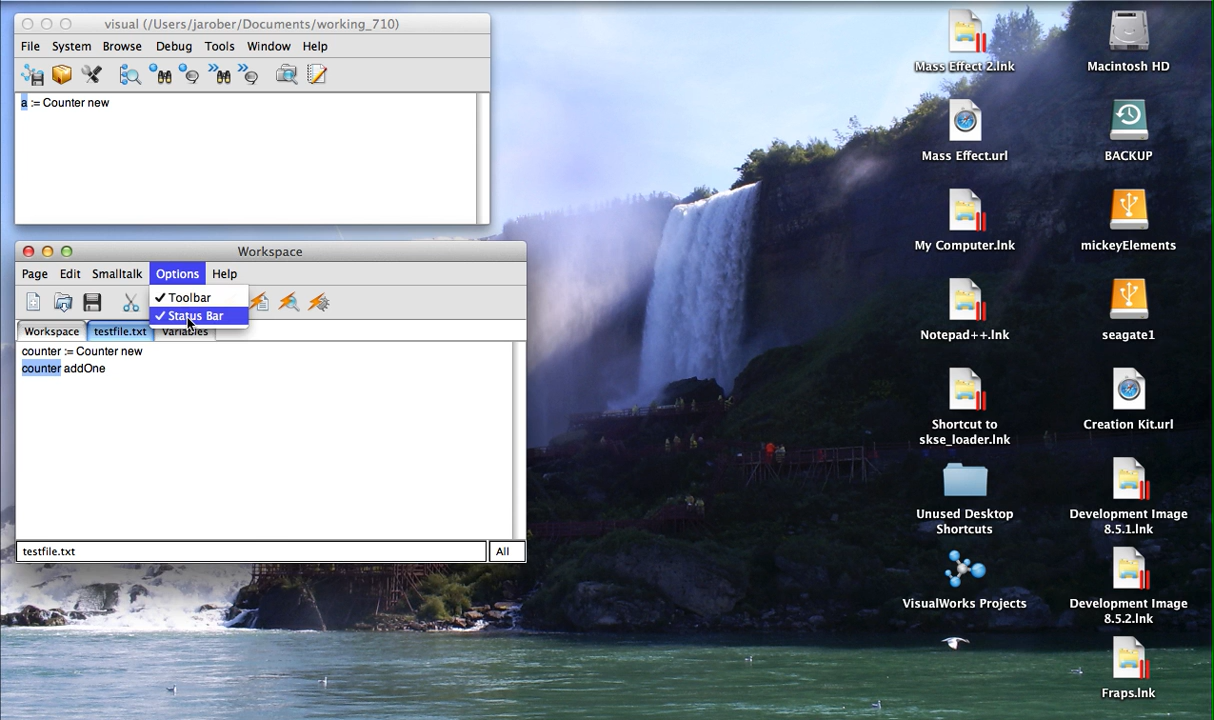 visual (/Users/jarober/Documents/working_710)
File System Browse Debug Tools Window Help
a := Counter new
Workspace
Page Edit Smalltalk Options Help
Toolbar
Status Bar
Workspace testfile.txt Variables
counter := Counter new
counter addOne
testfile.txt All
Mass Effect 2.lnk
Macintosh HD
Mass Effect.url
BACKUP
My Computer.lnk
mickeyElements
Notepad++.lnk
seagate1
Shortcut to
skse_loader.lnk
Creation Kit.url
Unused Desktop
Shortcuts
Development Image
8.5.1.lnk
VisualWorks Projects
Development Image
8.5.2.lnk
Fraps.lnk